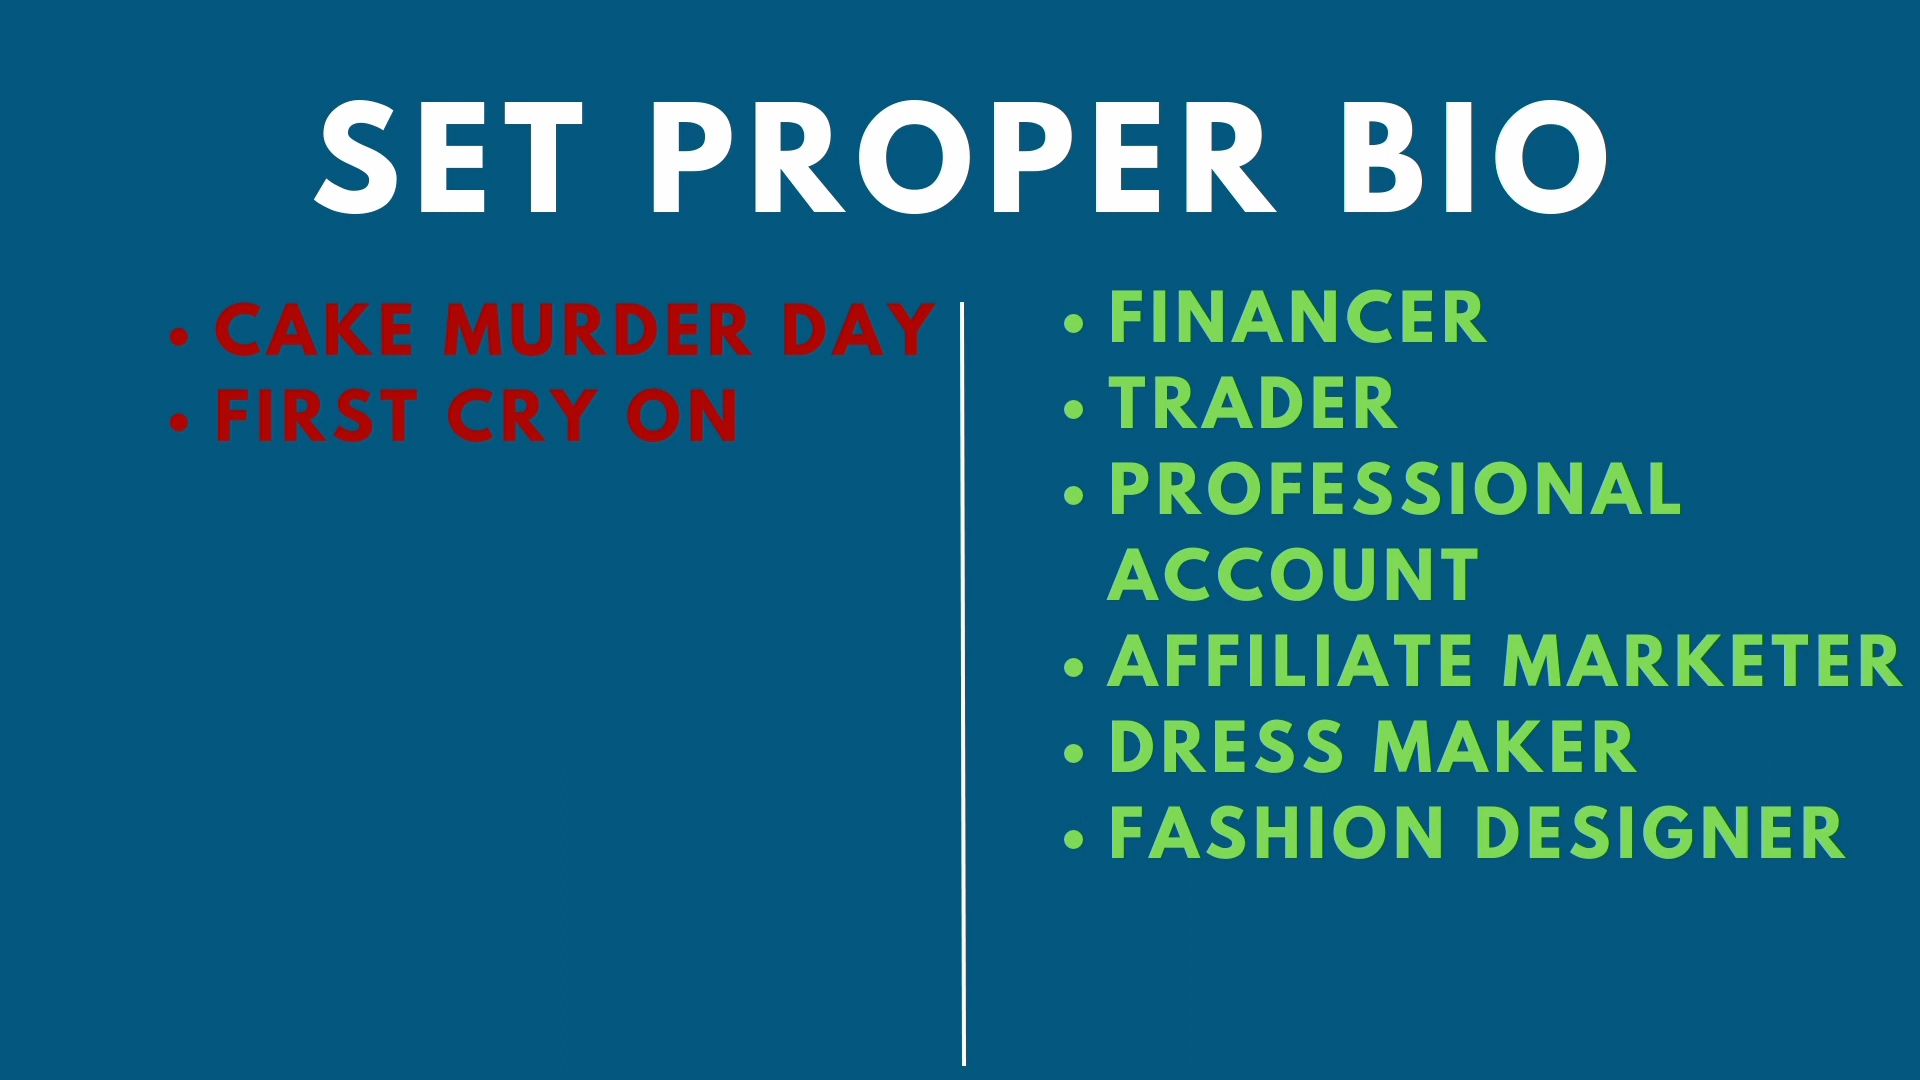 SET PROPER BIO
• CAKE MURDER DAY
• FIRST CRY ON
• FINANCER
• TRADER
• PROFESSIONAL
ACCOUNT
• AFFILIATE MARKETER
• DRESS MAKER
• FASHION DESIGNER